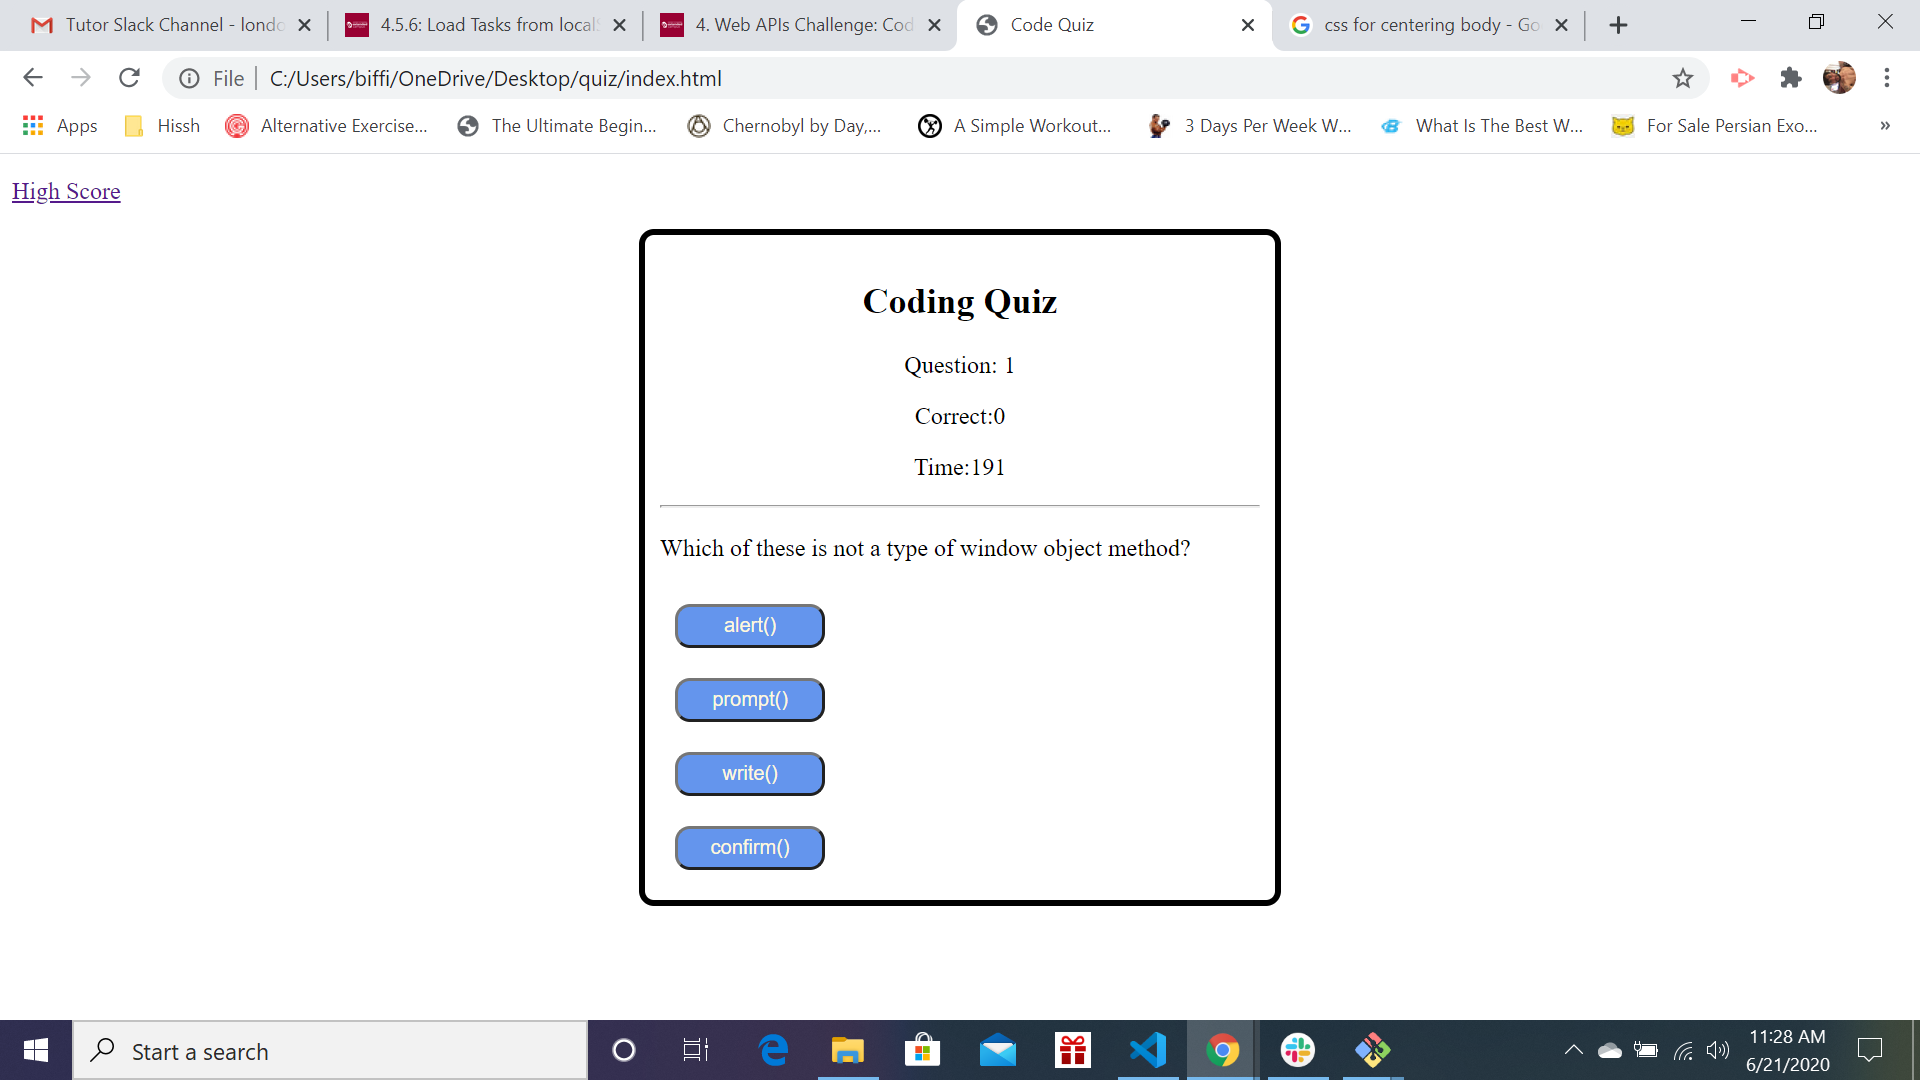 Tutor Slack Channel - londo
4.5.6: Load Tasks from local
4. Web APIs Challenge: Cod
Code Quiz
css for centering body - Go
File
C:/Users/biffi/OneDrive/Desktop/quiz/index.html
Apps
Hissh
Alternative Exercise...
The Ultimate Begin...
Chernobyl by Day,...
A Simple Workout...
3 Days Per Week W...
What Is The Best W...
For Sale Persian Exo...
»
High Score
Coding Quiz
Question: 1
Correct:0
Time:191
Which of these is not a type of window object method?
alert()
prompt()
write()
confirm()
Start a search
11:28 AM
6/21/2020